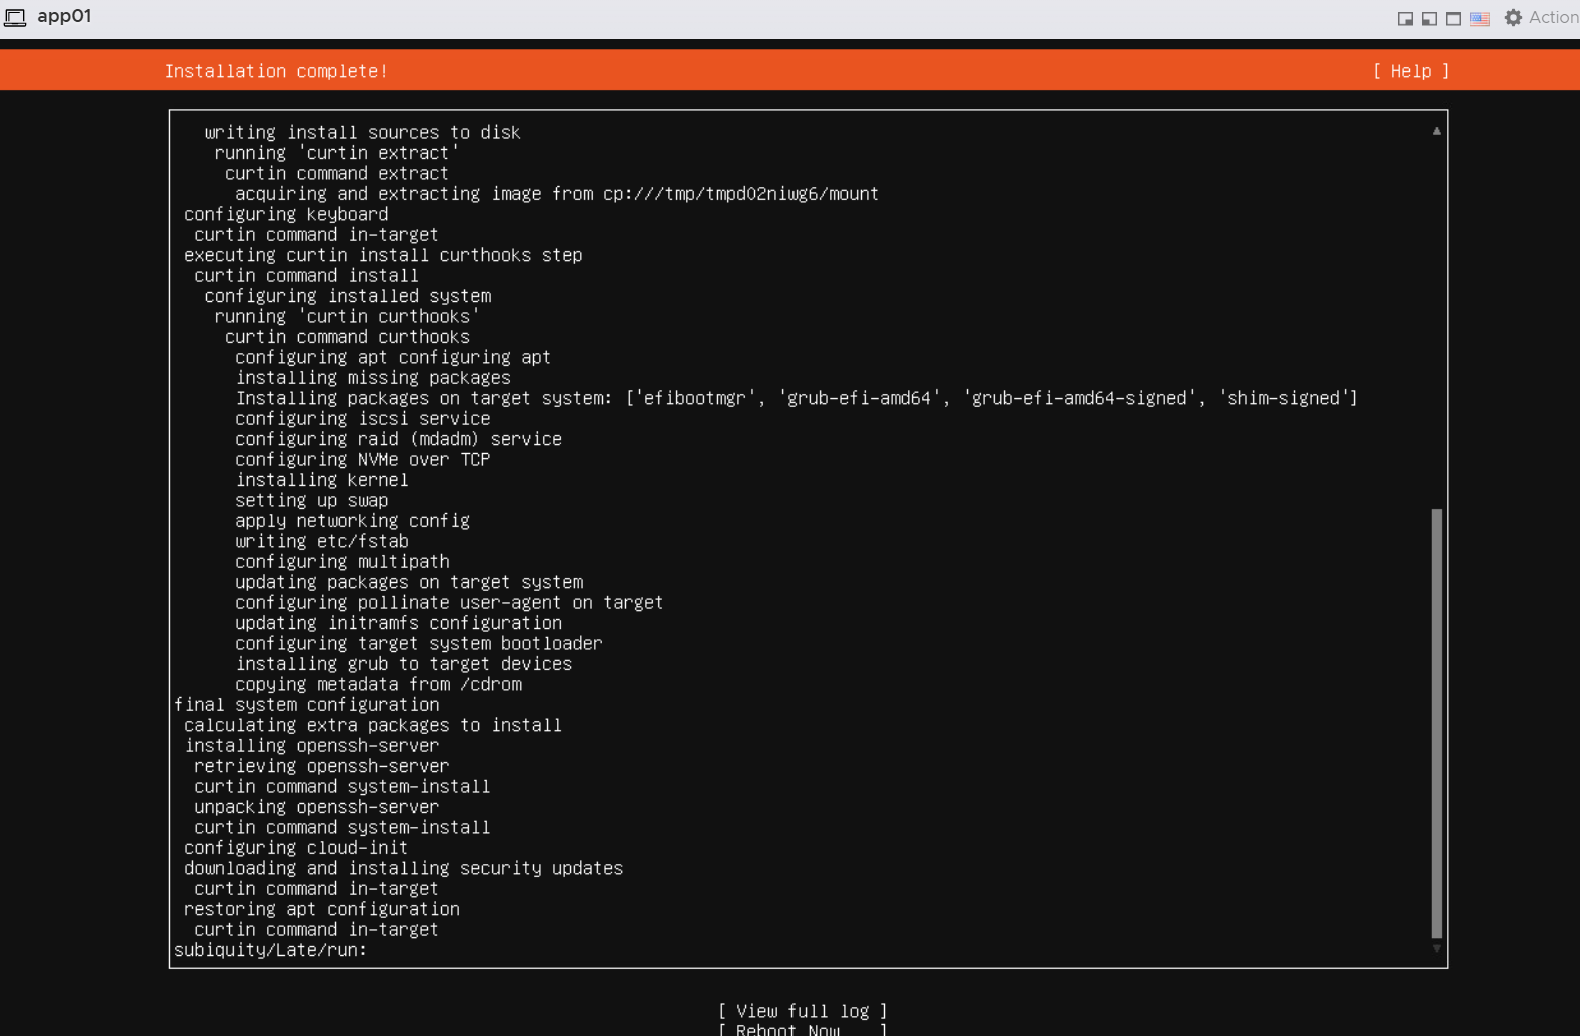 app01
Action
Installation complete!
[ Help ]
writing install sources to disk
running 'curtin extract'
curtin command extract
acquiring and extracting image from cp:///tmp/tmpd02niwg6/mount
configuring keyboard
curtin command in-target
executing curtin install curthooks step
curtin command install
configuring installed system
running 'curtin curthooks'
curtin command curthooks
configuring apt configuring apt
installing missing packages
Installing packages on target system: ['efibootmgr', 'grub-efi-amd64', 'grub-efi-amd64-signed', 'shim-signed']
configuring iscsi service
configuring raid (mdadm) service
configuring NVMe over TCP
installing kernel
setting up swap
apply networking config
writing etc/fstab
configuring multipath
updating packages on target system
configuring pollinate user-agent on target
updating initramfs configuration
configuring target system bootloader
installing grub to target devices
copying metadata from /cdrom
final system configuration
calculating extra packages to install
installing openssh-server
retrieving openssh-server
curtin command system-install
unpacking openssh-server
curtin command system-install
configuring cloud-init
downloading and installing security updates
curtin command in-target
restoring apt configuration
curtin command in-target
subiquity/Late/run:
[ View full log ]
[ Reboot Now ]